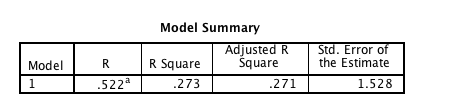 Model Summary
Model R R Square Adjusted R Square Std. Error of the Estimate
1 .522a .273 .271 1.528